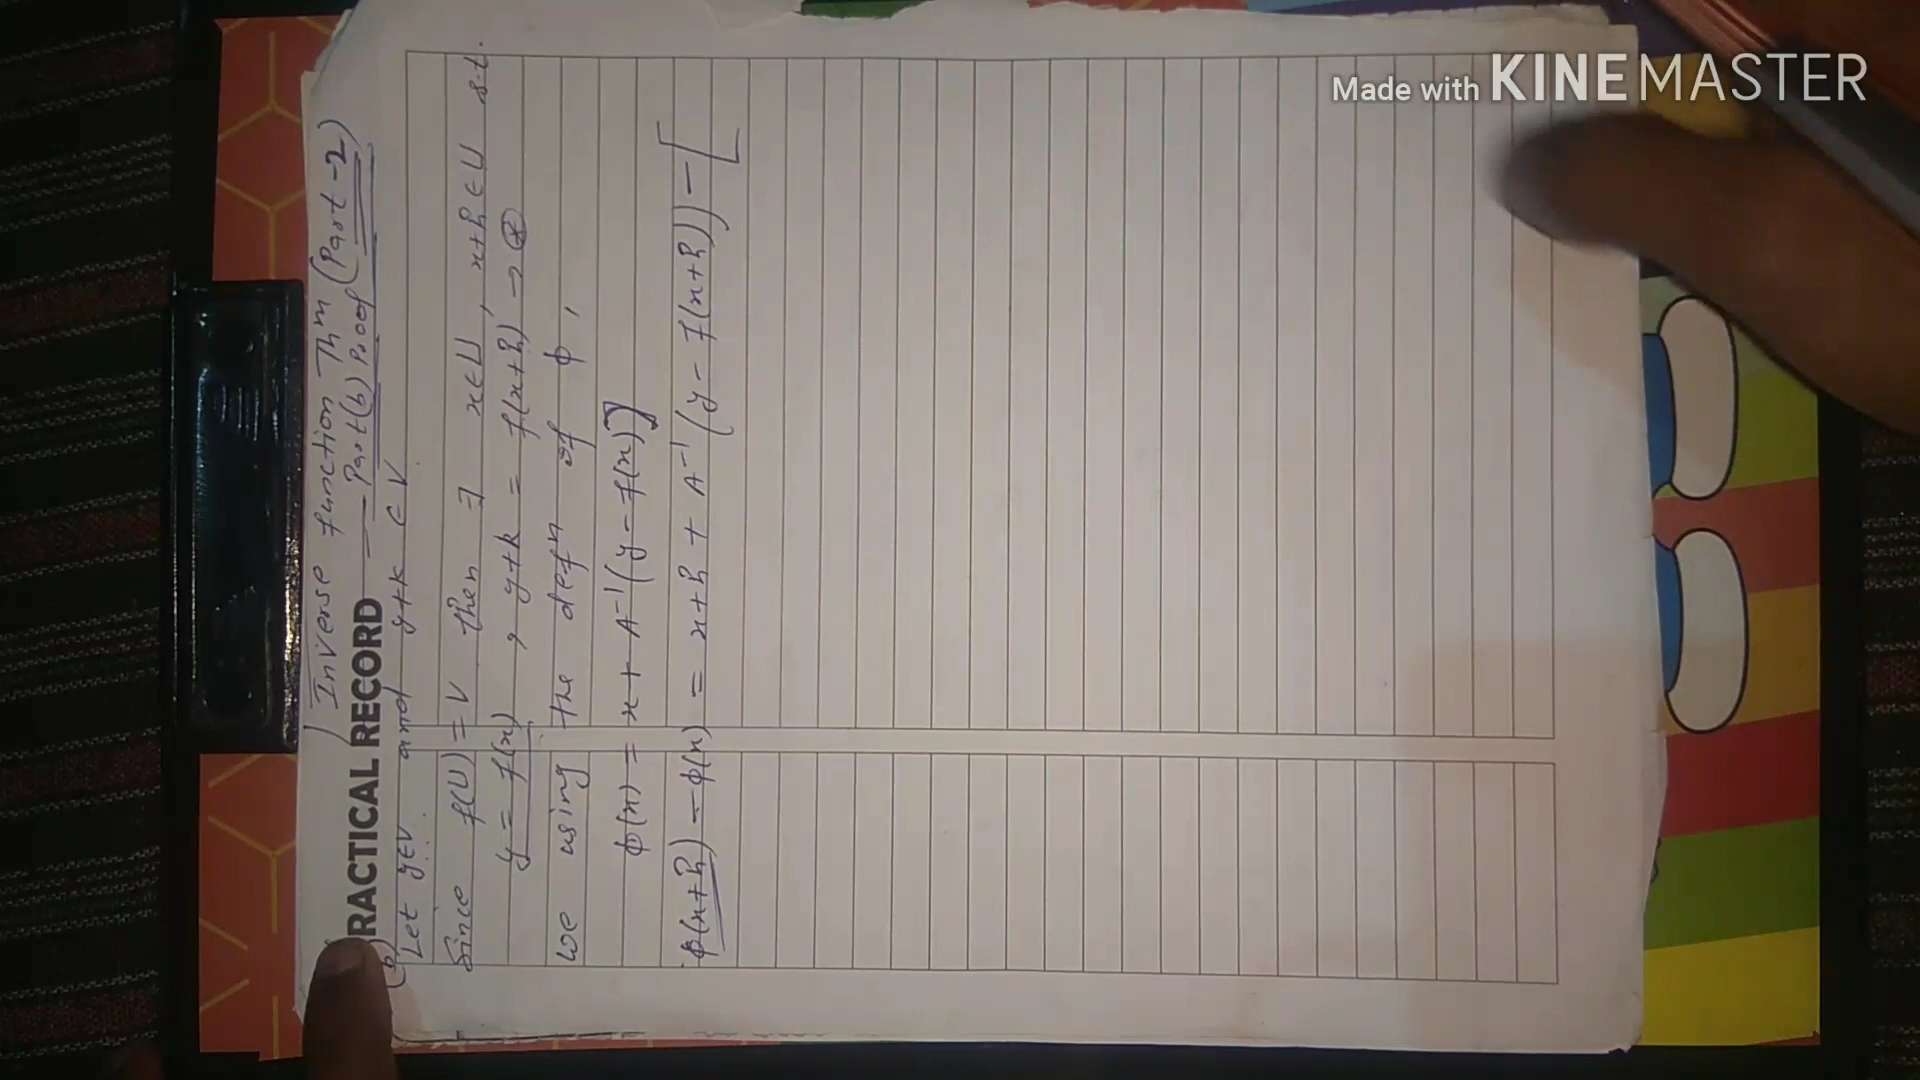 Inverse Function Thm (Part-2)
PRACTICAL RECORD — Part(b) Proof
(b) Let y∈V and y+k ∈ V
Since f(U) = V then ∃ x∈U, x+h∈U s.t.
y = f(x) , y+k = f(x+h) → ⊛
we using the defn of φ,
φ(x) = x + A⁻¹(y - f(x))
φ(x+h) - φ(x) = x+h + A⁻¹(y - f(x+h)) - [
Made with KINEMASTER